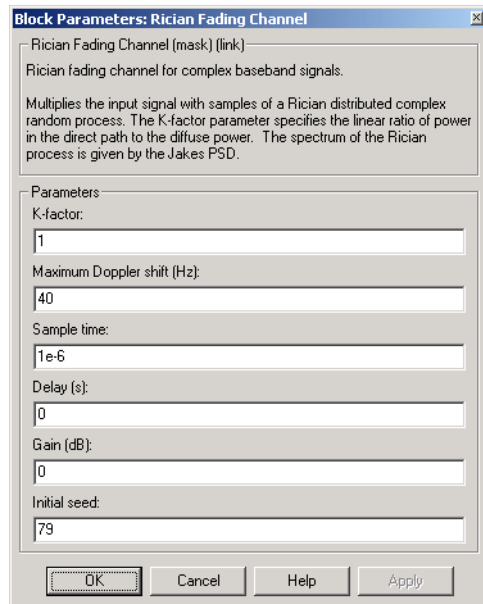 Block Parameters: Rician Fading Channel
Rician Fading Channel (mask) (link)
Rician fading channel for complex baseband signals.
Multiplies the input signal with samples of a Rician distributed complex
random process. The K-factor parameter specifies the linear ratio of power
in the direct path to the diffuse power.  The spectrum of the Rician
process is given by the Jakes PSD.
Parameters
K-factor:
1
Maximum Doppler shift (Hz):
40
Sample time:
1e-6
Delay (s):
0
Gain (dB):
0
Initial seed:
79
OK Cancel Help Apply